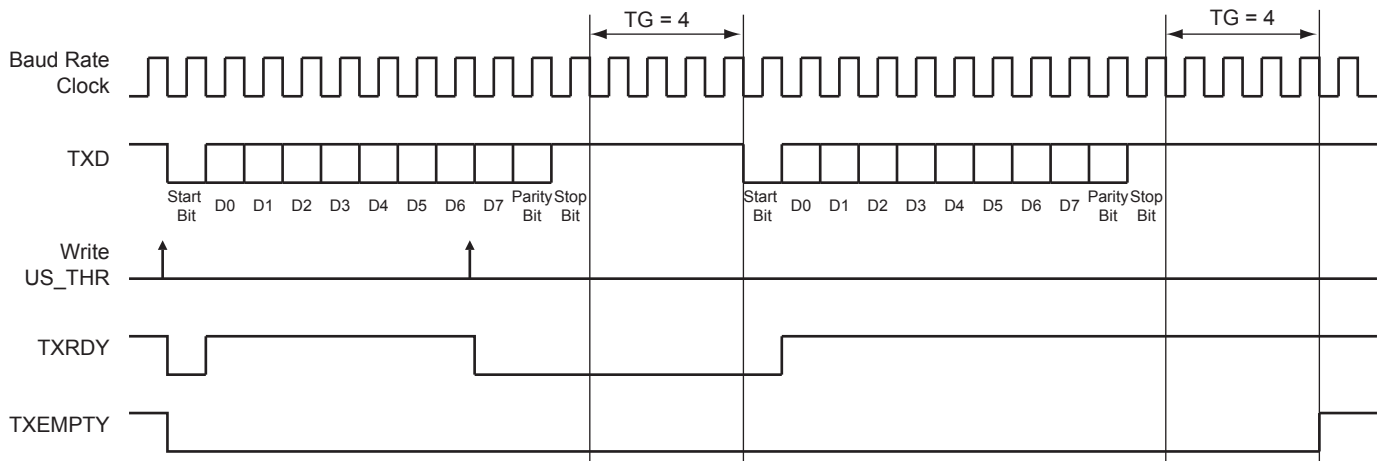 TG = 4
TG = 4
Baud Rate
Clock
TXD
Start
Bit
D0
D1
D2
D3
D4
D5
D6
D7
Parity
Bit
Stop
Bit
Start
Bit
D0
D1
D2
D3
D4
D5
D6
D7
Parity
Bit
Stop
Bit
Write
US_THR
TXRDY
TXEMPTY